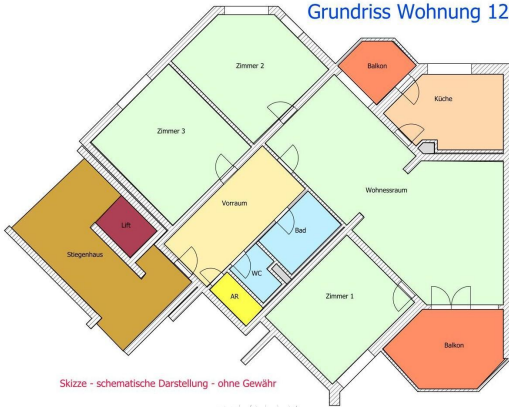 Grundriss Wohnung 12
Zimmer 2
Balkon
Küche
Zimmer 3
Wohnessraum
Vorraum
Lift
Bad
Stiegenhaus
WC
AR
Zimmer 1
Balkon
Skizze - schematische Darstellung - ohne Gewähr